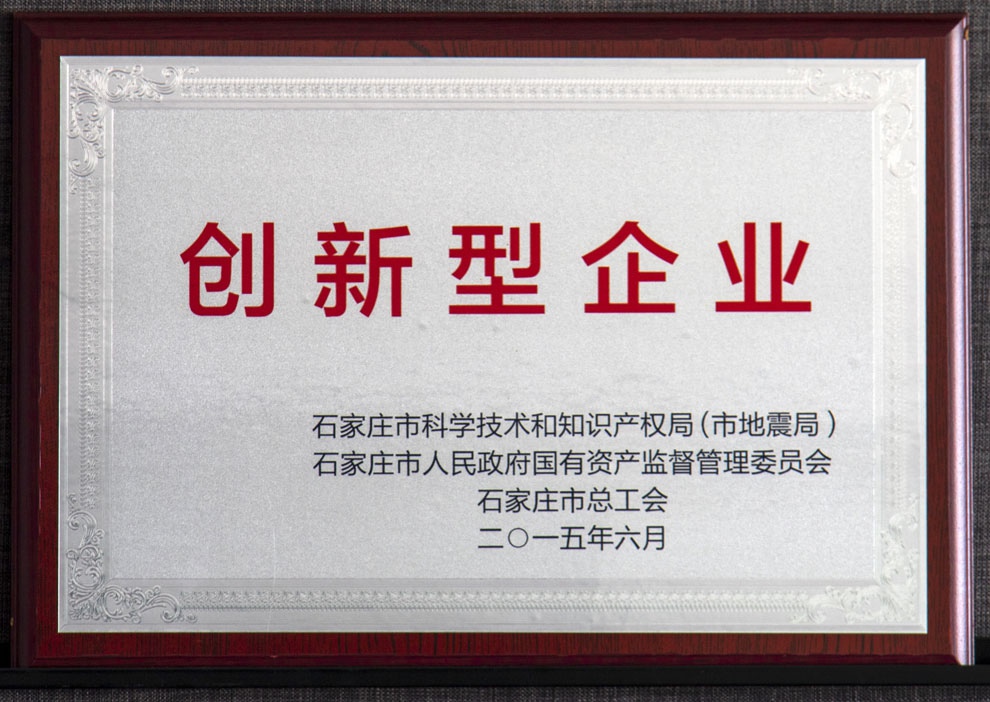 创新型企业
石家庄市科学技术和知识产权局(市地震局)
石家庄市人民政府国有资产监督管理委员会
石家庄市总工会
二〇一五年六月